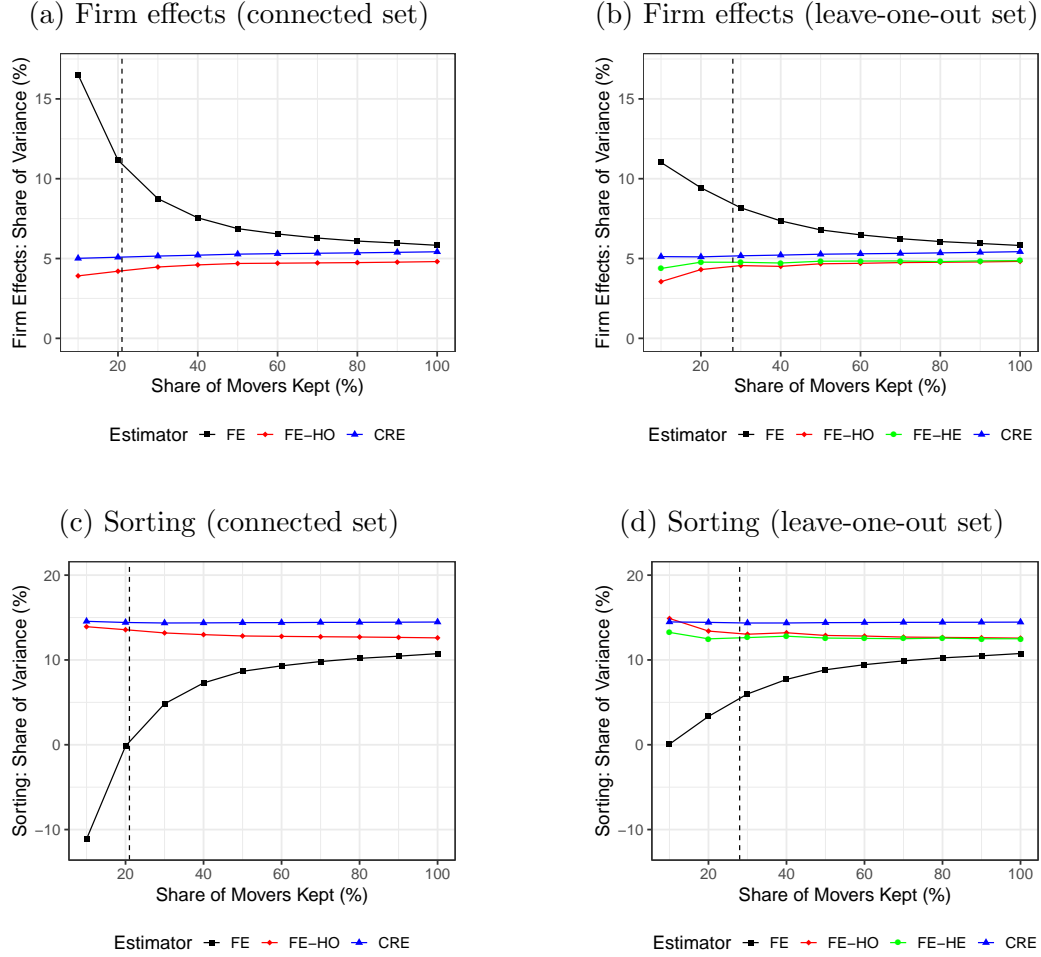 (a) Firm effects (connected set)
Firm Effects: Share of Variance (%)
15
10
5
0
20 40 60 80 100
Share of Movers Kept (%)
Estimator FE FE−HO CRE
(b) Firm effects (leave-one-out set)
Firm Effects: Share of Variance (%)
15
10
5
0
20 40 60 80 100
Share of Movers Kept (%)
Estimator FE FE−HO FE−HE CRE
(c) Sorting (connected set)
Sorting: Share of Variance (%)
20
10
0
−10
20 40 60 80 100
Share of Movers Kept (%)
Estimator FE FE−HO CRE
(d) Sorting (leave-one-out set)
Sorting: Share of Variance (%)
20
10
0
−10
20 40 60 80 100
Share of Movers Kept (%)
Estimator FE FE−HO FE−HE CRE